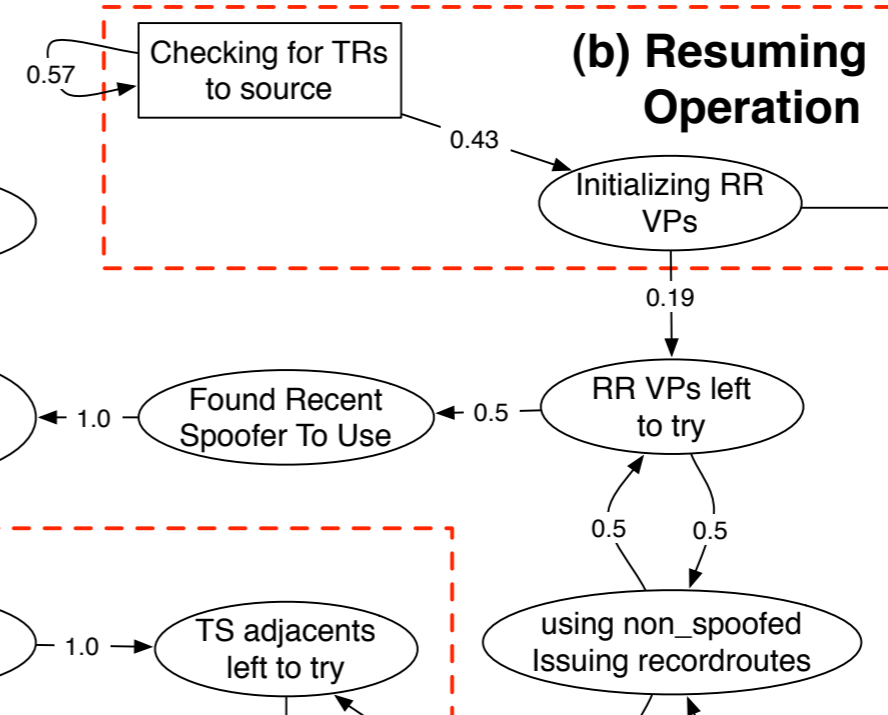 Checking for TRs
to source
(b) Resuming
Operation
0.57
0.43
Initializing RR
VPs
0.19
RR VPs left
to try
Found Recent
Spoofer To Use
1.0
0.5
0.5
0.5
using non_spoofed
Issuing recordroutes
1.0
TS adjacents
left to try